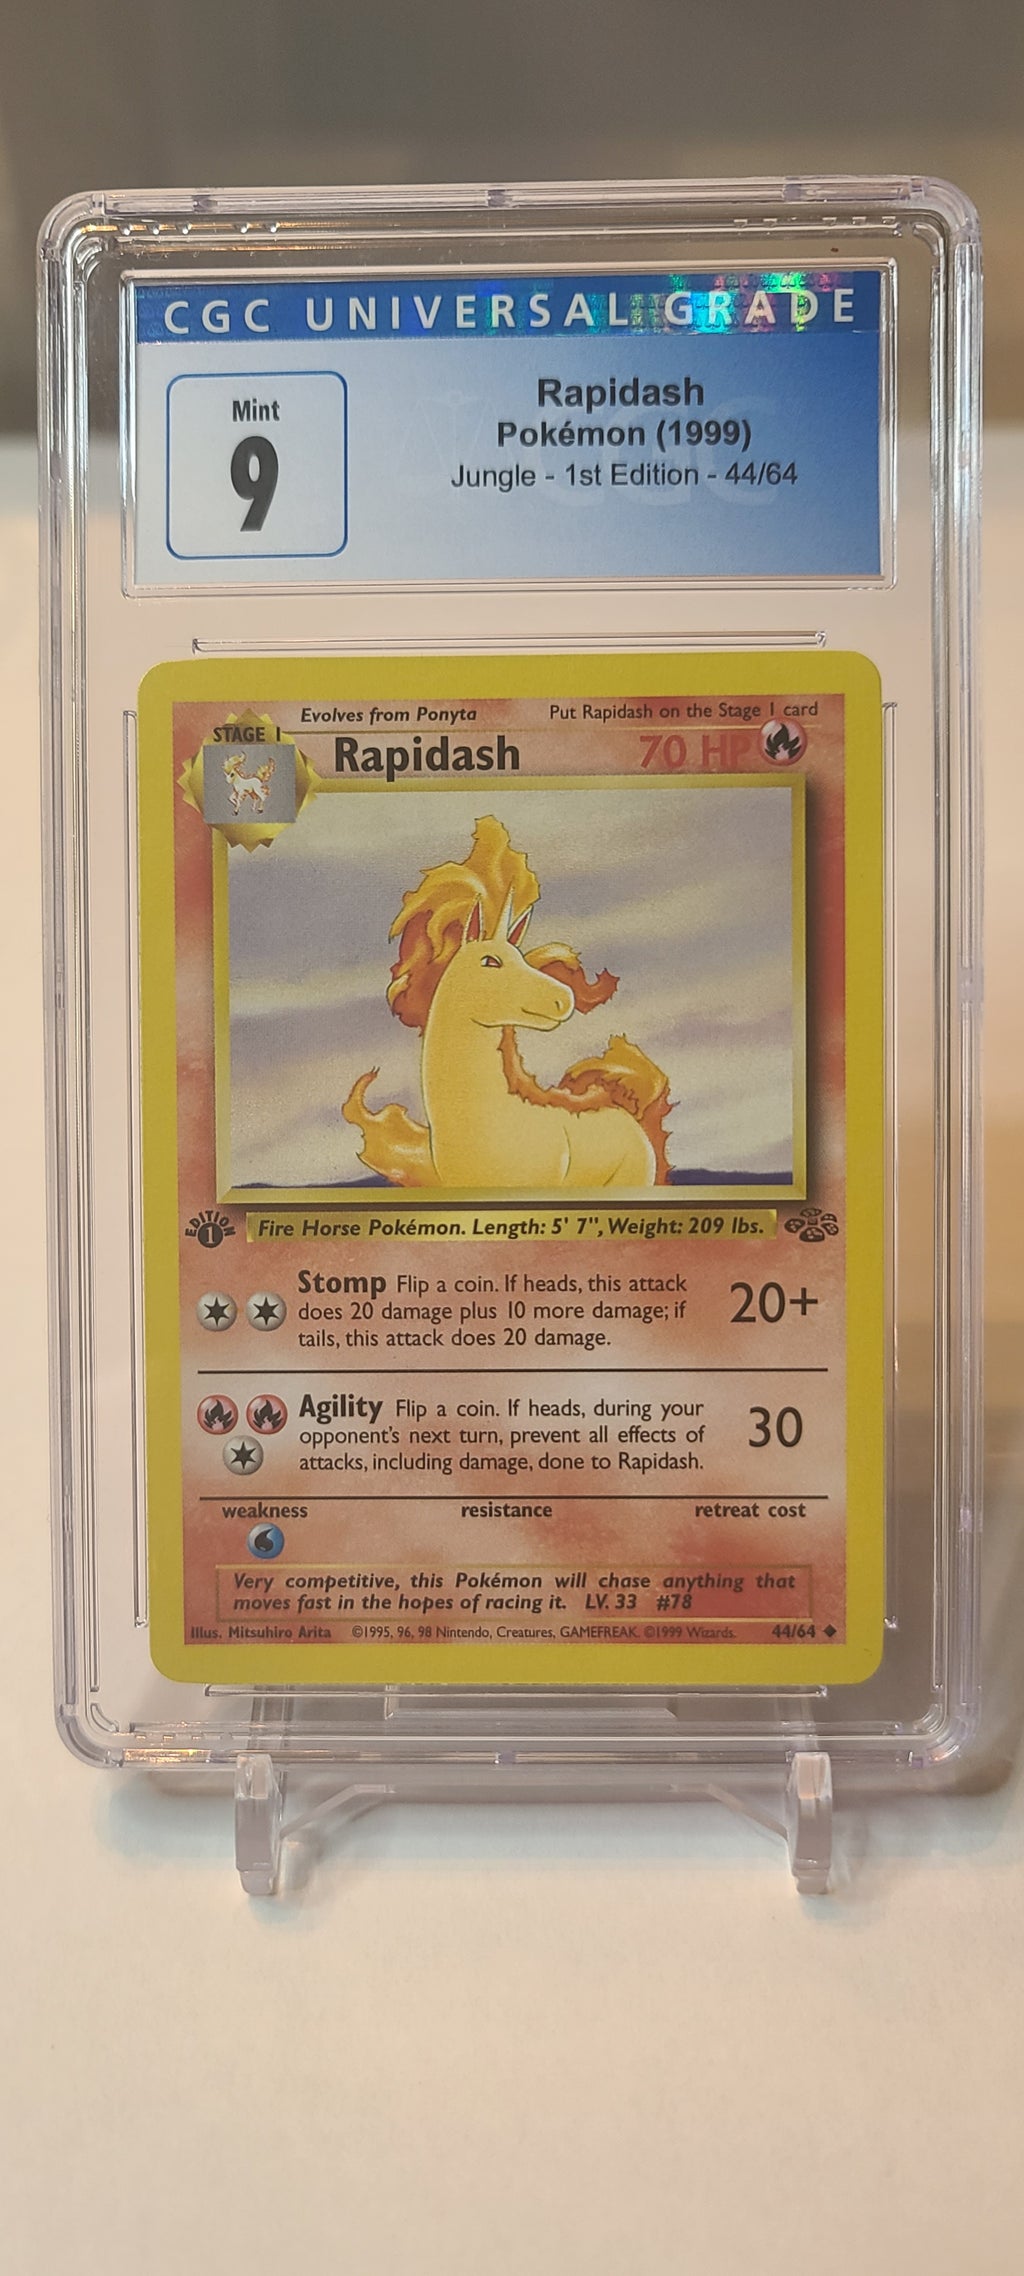 CGC UNIVERSAL GRADE
Mint
9
Rapidash
Pokémon (1999)
Jungle - 1st Edition - 44/64
Evolves from Ponyta
Put Rapidash on the Stage 1 card
STAGE 1
Rapidash
70 HP
EDITION
1
Fire Horse Pokémon. Length: 5' 7", Weight: 209 lbs.
Stomp Flip a coin. If heads, this attack
does 20 damage plus 10 more damage; if
tails, this attack does 20 damage.
20+
Agility Flip a coin. If heads, during your
opponent's next turn, prevent all effects of
attacks, including damage, done to Rapidash.
30
weakness
resistance
retreat cost
Very competitive, this Pokémon will chase anything that
moves fast in the hopes of racing it. LV. 33 #78
Illus. Mitsuhiro Arita ©1995, 96, 98 Nintendo, Creatures, GAMEFREAK. ©1999 Wizards. 44/64